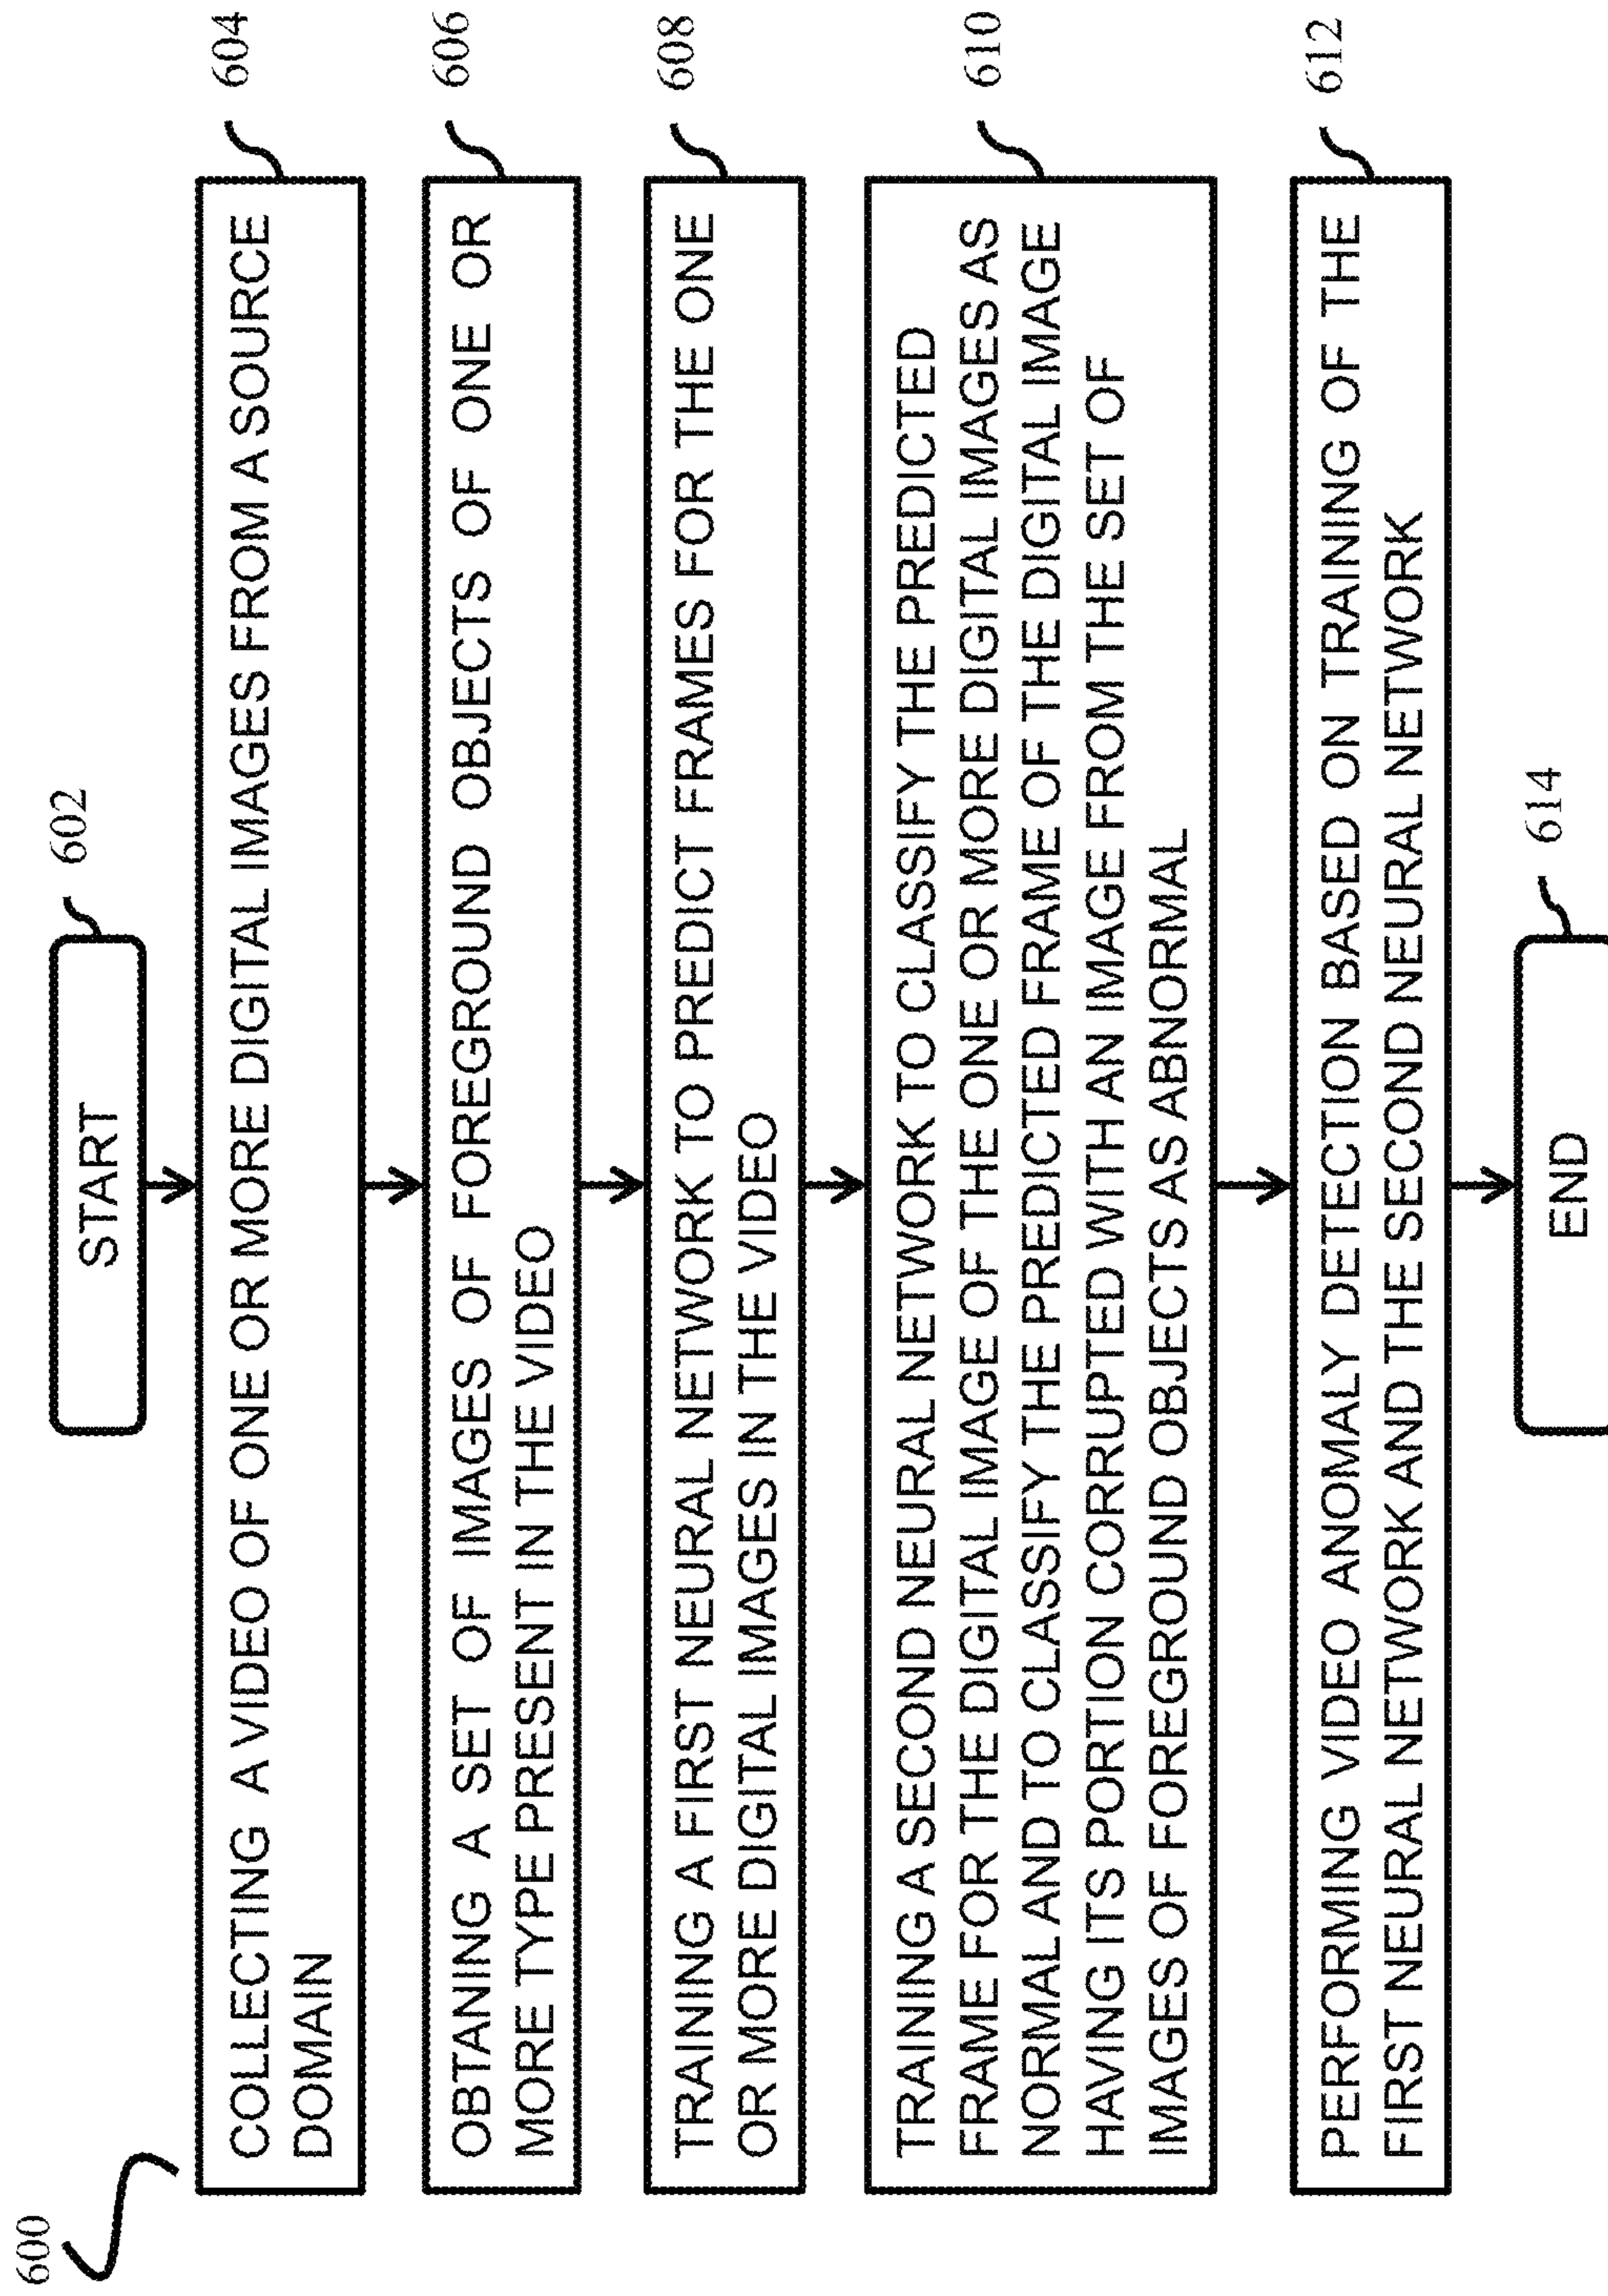 600
START
602
COLLECTING A VIDEO OF ONE OR MORE DIGITAL IMAGES FROM A SOURCE
DOMAIN
604
OBTANING A SET OF IMAGES OF FOREGROUND OBJECTS OF ONE OR
MORE TYPE PRESENT IN THE VIDEO
606
TRAINING A FIRST NEURAL NETWORK TO PREDICT FRAMES FOR THE ONE
OR MORE DIGITAL IMAGES IN THE VIDEO
608
TRAINING A SECOND NEURAL NETWORK TO CLASSIFY THE PREDICTED
FRAME FOR THE DIGITAL IMAGE OF THE ONE OR MORE DIGITAL IMAGES AS
NORMAL AND TO CLASSIFY THE PREDICTED FRAME OF THE DIGITAL IMAGE
HAVING ITS PORTION CORRUPTED WITH AN IMAGE FROM THE SET OF
IMAGES OF FOREGROUND OBJECTS AS ABNORMAL
610
PERFORMING VIDEO ANOMALY DETECTION BASED ON TRAINING OF THE
FIRST NEURAL NETWORK AND THE SECOND NEURAL NETWORK
612
END
614